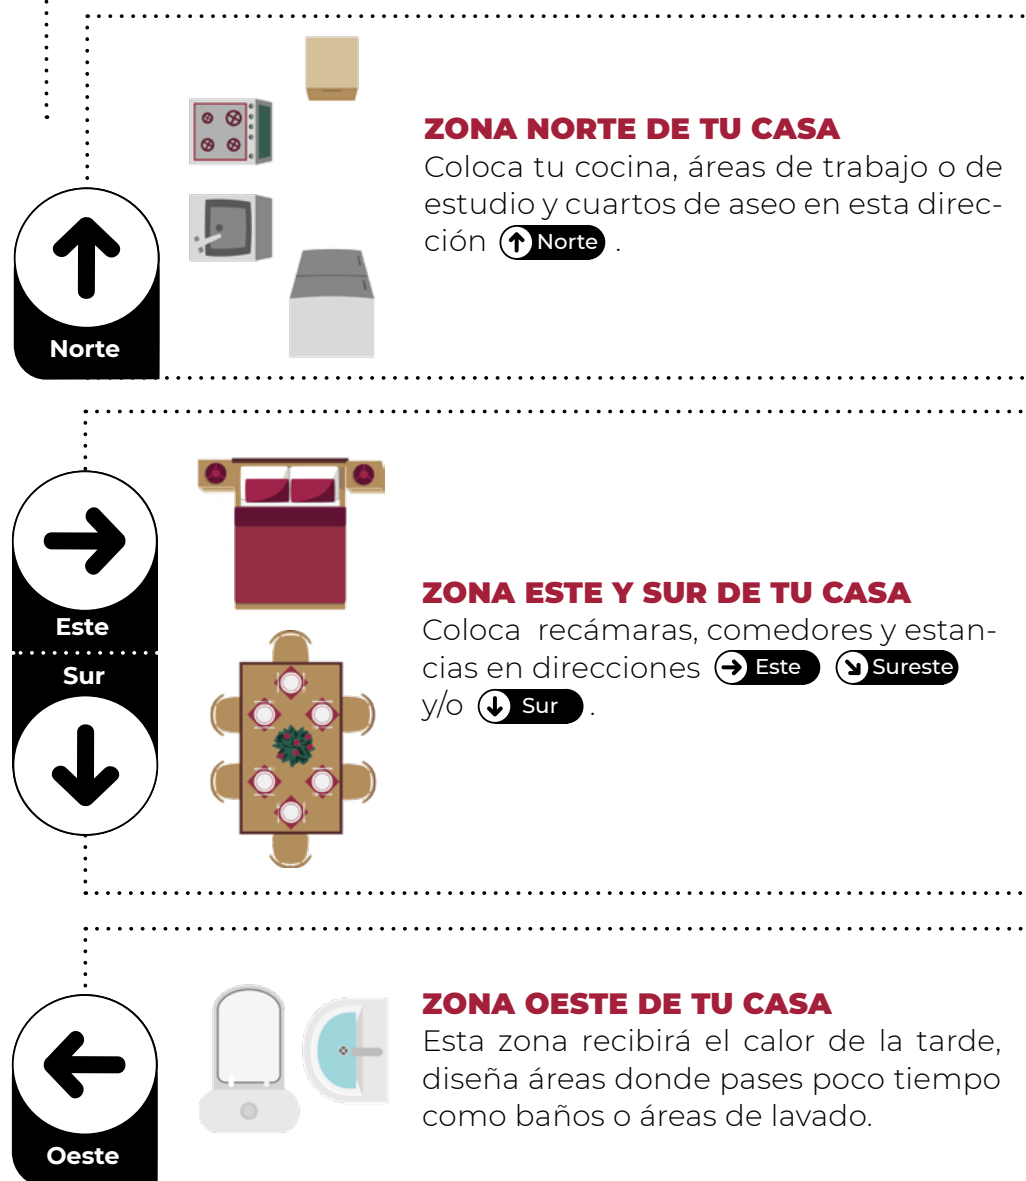 ZONA NORTE DE TU CASA
Coloca tu cocina, áreas de trabajo o de
estudio y cuartos de aseo en esta direc-
ción Norte .
Norte
Este
Sur
ZONA ESTE Y SUR DE TU CASA
Coloca recámaras, comedores y estan-
cias en direcciones Este Sureste
y/o Sur .
ZONA OESTE DE TU CASA
Esta zona recibirá el calor de la tarde,
diseña áreas donde pases poco tiempo
como baños o áreas de lavado.
Oeste